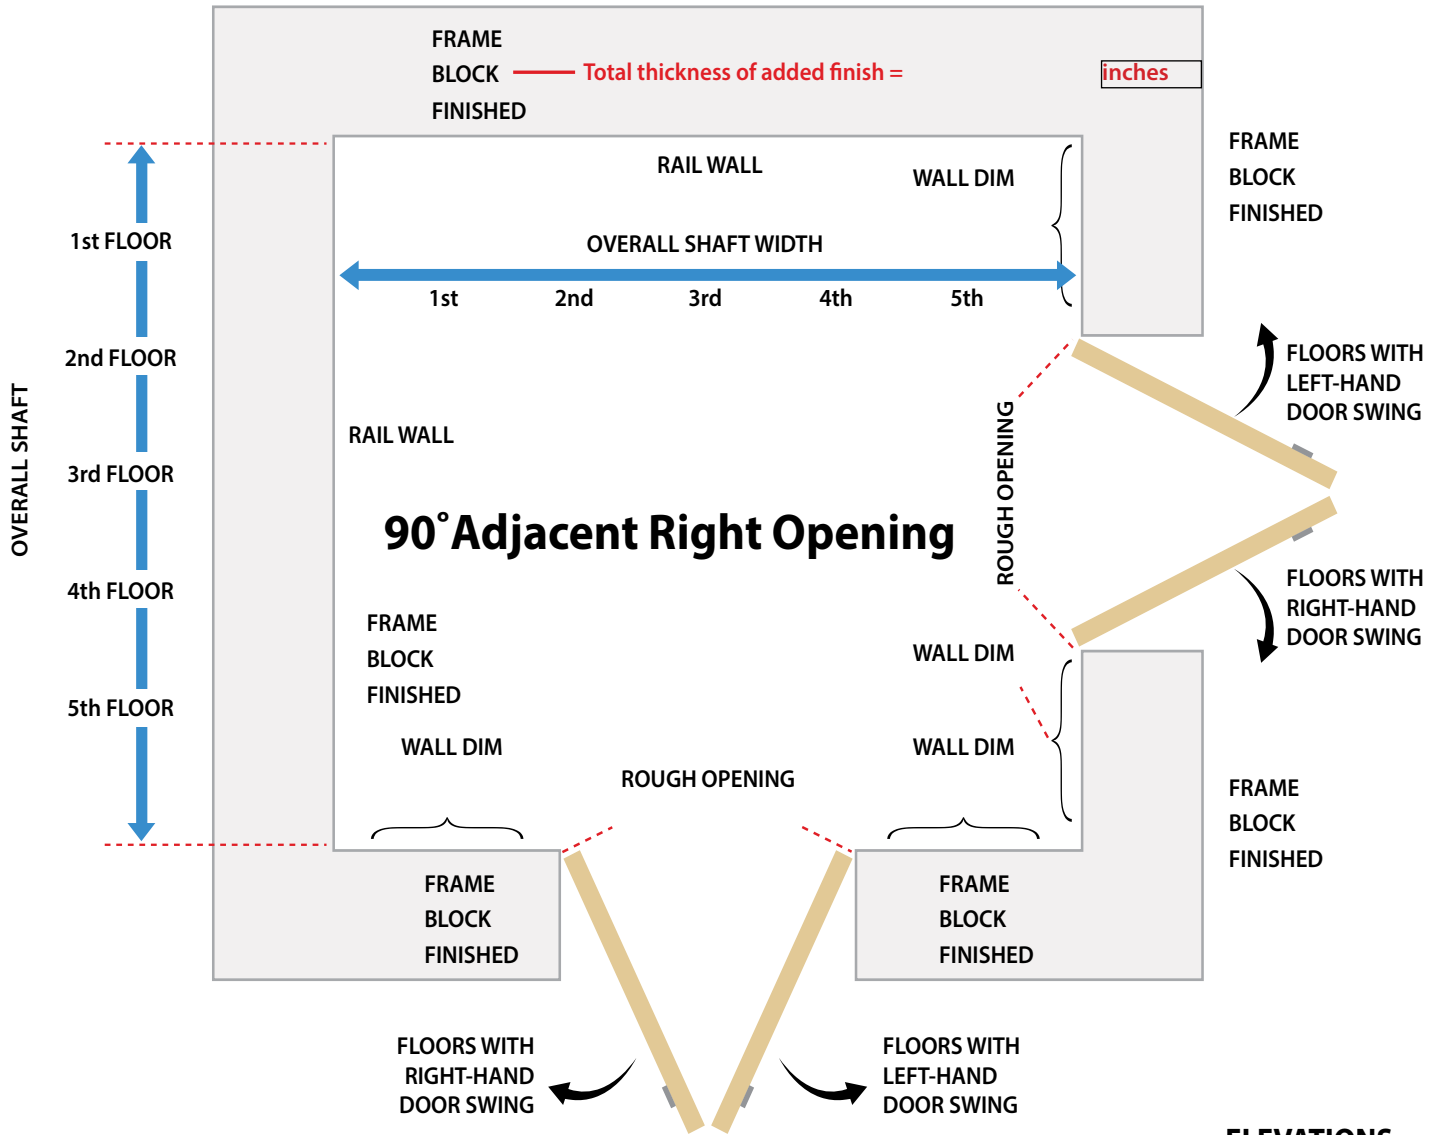 FRAME
BLOCK
FINISHED
Total thickness of added finish =
inches
FRAME
BLOCK
FINISHED
RAIL WALL
WALL DIM
OVERALL SHAFT WIDTH
1st 2nd 3rd 4th 5th
OVERALL SHAFT
1st FLOOR
2nd FLOOR
3rd FLOOR
4th FLOOR
5th FLOOR
RAIL WALL
90° Adjacent Right Opening
ROUGH OPENING
FLOORS WITH
LEFT-HAND
DOOR SWING
FLOORS WITH
RIGHT-HAND
DOOR SWING
FRAME
BLOCK
FINISHED
WALL DIM
WALL DIM
WALL DIM
ROUGH OPENING
FRAME
BLOCK
FINISHED
FRAME
BLOCK
FINISHED
FRAME
BLOCK
FINISHED
FLOORS WITH
RIGHT-HAND
DOOR SWING
FLOORS WITH
LEFT-HAND
DOOR SWING
ELEVATIONS